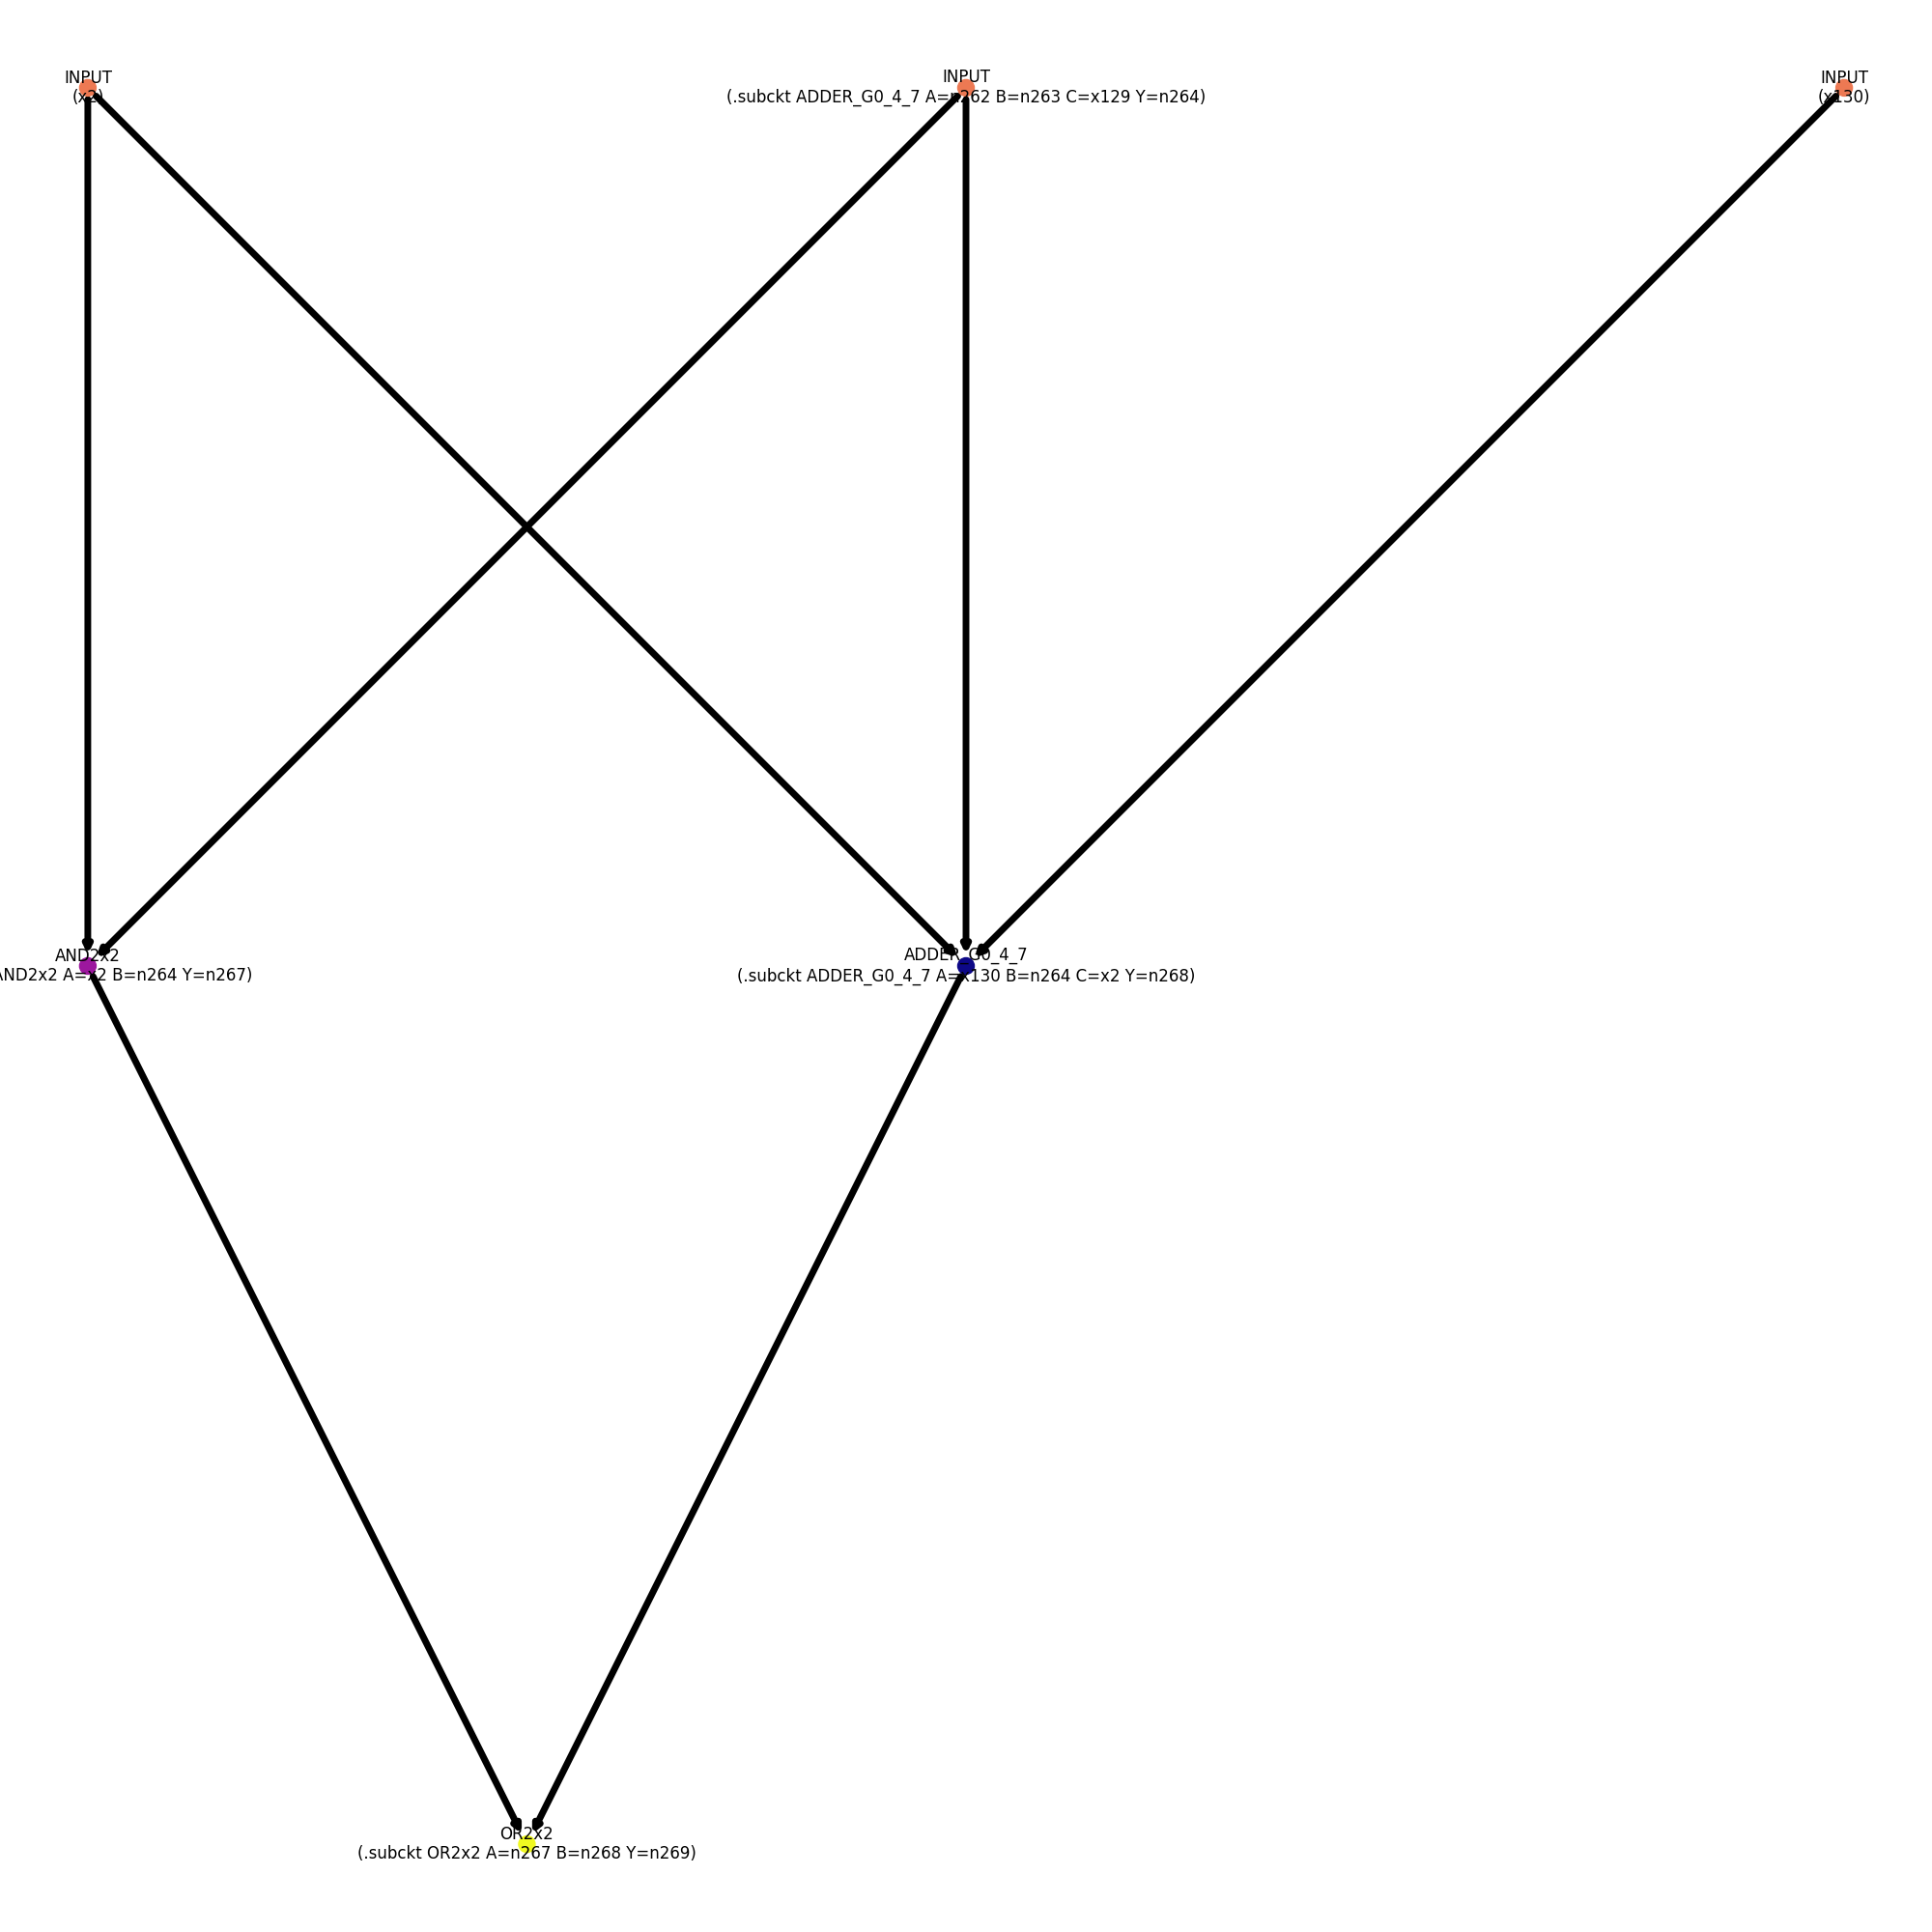 INPUT
(x2)
INPUT
(.subckt ADDER_G0_4_7 A=n262 B=n263 C=x129 Y=n264)
INPUT
(x130)
AND2x2
AND2x2 A=x2 B=n264 Y=n267)
ADDER_G0_4_7
(.subckt ADDER_G0_4_7 A=x130 B=n264 C=x2 Y=n268)
OR2x2
(.subckt OR2x2 A=n267 B=n268 Y=n269)